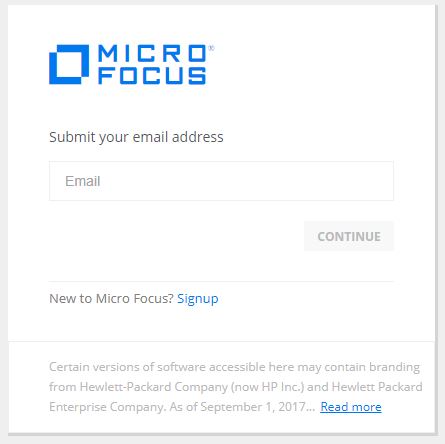 MICRO®
FOCUS
Submit your email address
Email
CONTINUE
New to Micro Focus? Signup
Certain versions of software accessible here may contain branding
from Hewlett-Packard Company (now HP Inc.) and Hewlett Packard
Enterprise Company. As of September 1, 2017... Read more